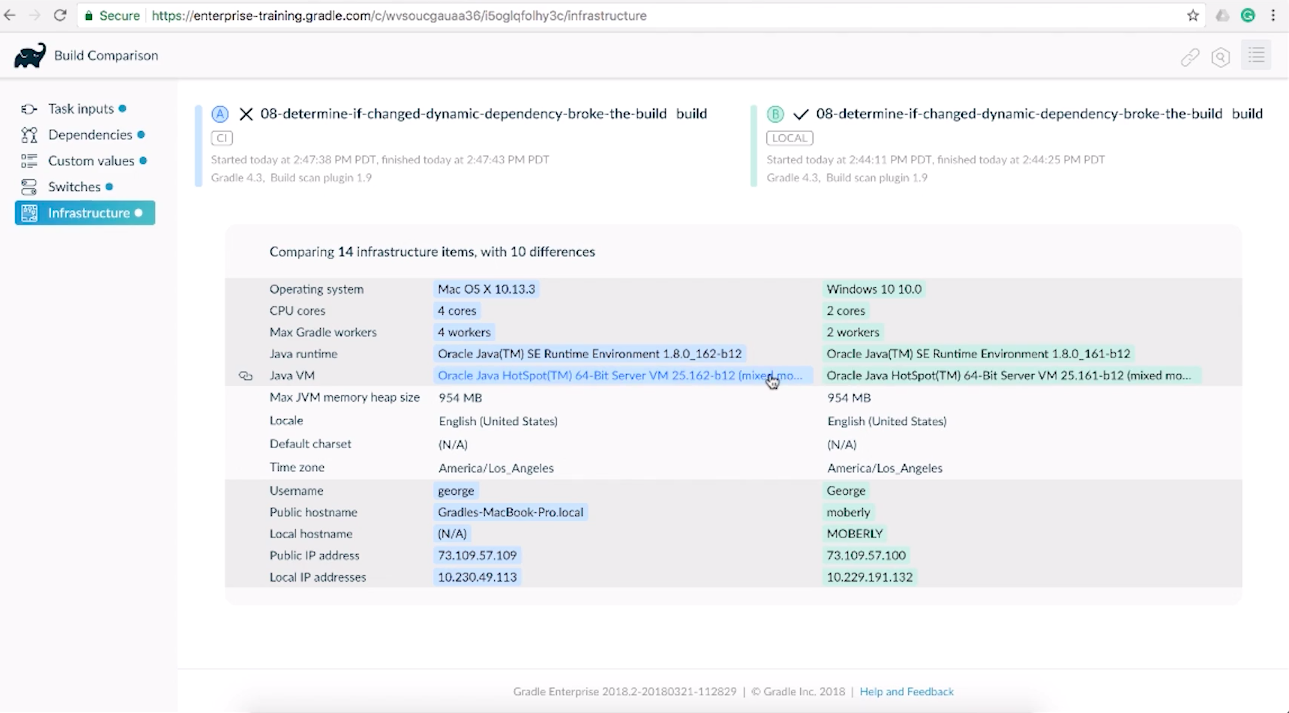 Secure https://enterprise-training.gradle.com/c/wvsoucgauaa36/i5oglqfolhy3c/infrastructure
Build Comparison
Task inputs
Dependencies
Custom values
Switches
Infrastructure
A 08-determine-if-changed-dynamic-dependency-broke-the-build build
CI
Started today at 2:47:38 PM PDT, finished today at 2:47:43 PM PDT
Gradle 4.3, Build scan plugin 1.9
B 08-determine-if-changed-dynamic-dependency-broke-the-build build
LOCAL
Started today at 2:44:11 PM PDT, finished today at 2:44:25 PM PDT
Gradle 4.3, Build scan plugin 1.9
Comparing 14 infrastructure items, with 10 differences
Operating system Mac OS X 10.13.3 Windows 10 10.0
CPU cores 4 cores 2 cores
Max Gradle workers 4 workers 2 workers
Java runtime Oracle Java(TM) SE Runtime Environment 1.8.0_162-b12 Oracle Java(TM) SE Runtime Environment 1.8.0_161-b12
Java VM Oracle Java HotSpot(TM) 64-Bit Server VM 25.162-b12 (mixed mo... Oracle Java HotSpot(TM) 64-Bit Server VM 25.161-b12 (mixed mo...
Max JVM memory heap size 954 MB 954 MB
Locale English (United States) English (United States)
Default charset (N/A) (N/A)
Time zone America/Los_Angeles America/Los_Angeles
Username george George
Public hostname Gradles-MacBook-Pro.local moberly
Local hostname (N/A) MOBERLY
Public IP address 73.109.57.109 73.109.57.100
Local IP addresses 10.230.49.113 10.229.191.132
Gradle Enterprise 2018.2-20180321-112829 | © Gradle Inc. 2018 | Help and Feedback